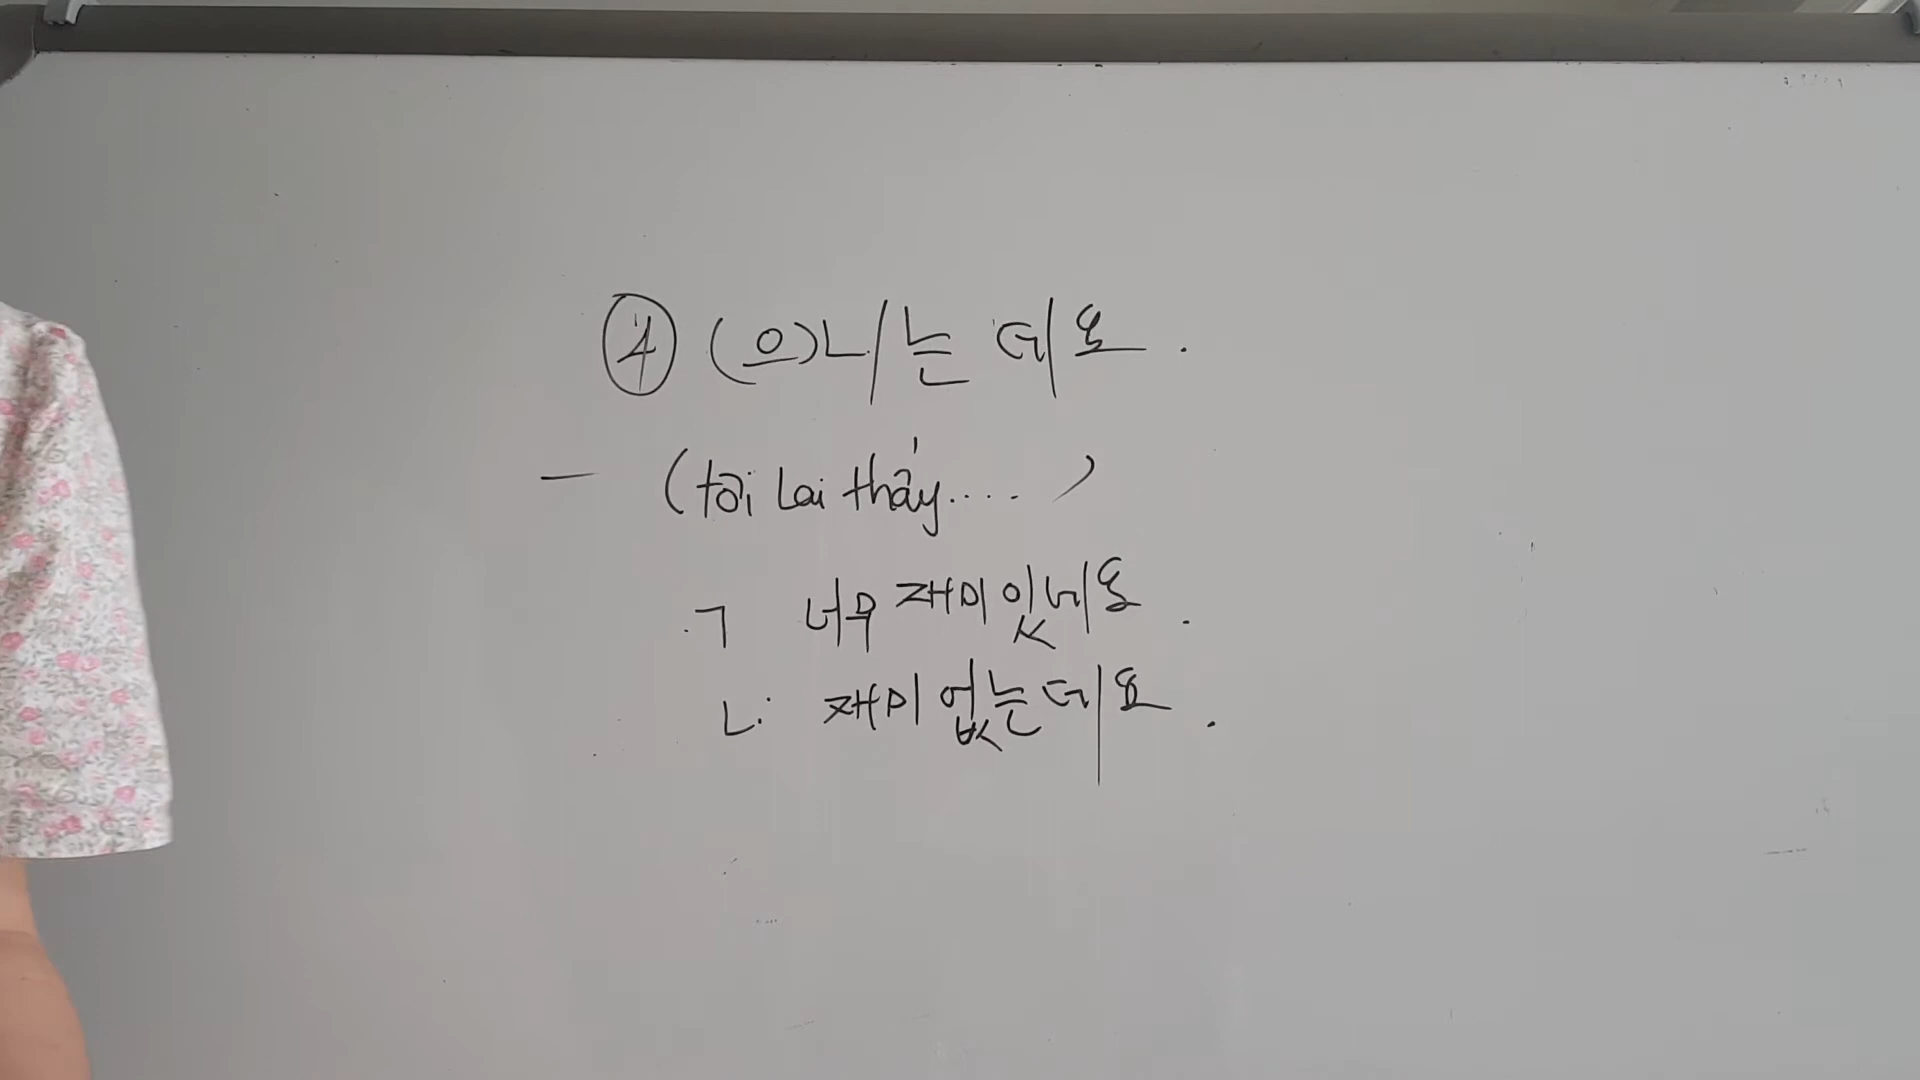 ④ (으)ㄴ/는 데요.
— (tôi lại thấy....)
ㄱ 너무 재미있네요.
ㄴ: 재미없는데요.